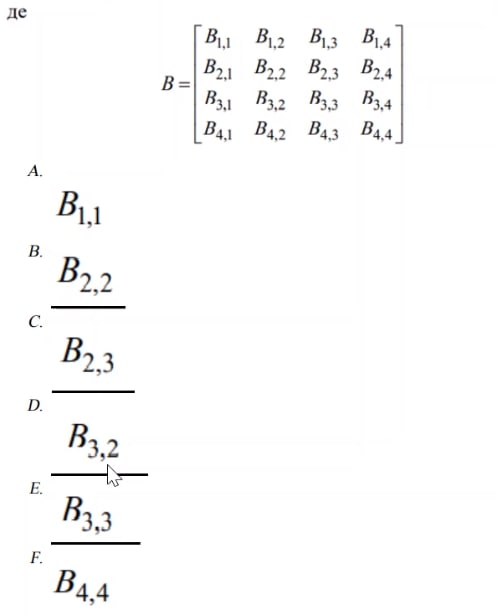 де
B = [ B₁,₁ B₁,₂ B₁,₃ B₁,₄
B₂,₁ B₂,₂ B₂,₃ B₂,₄
B₃,₁ B₃,₂ B₃,₃ B₃,₄
B₄,₁ B₄,₂ B₄,₃ B₄,₄ ]
A.
B₁,₁
B.
B₂,₂
C.
B₂,₃
D.
B₃,₂
E.
B₃,₃
F.
B₄,₄